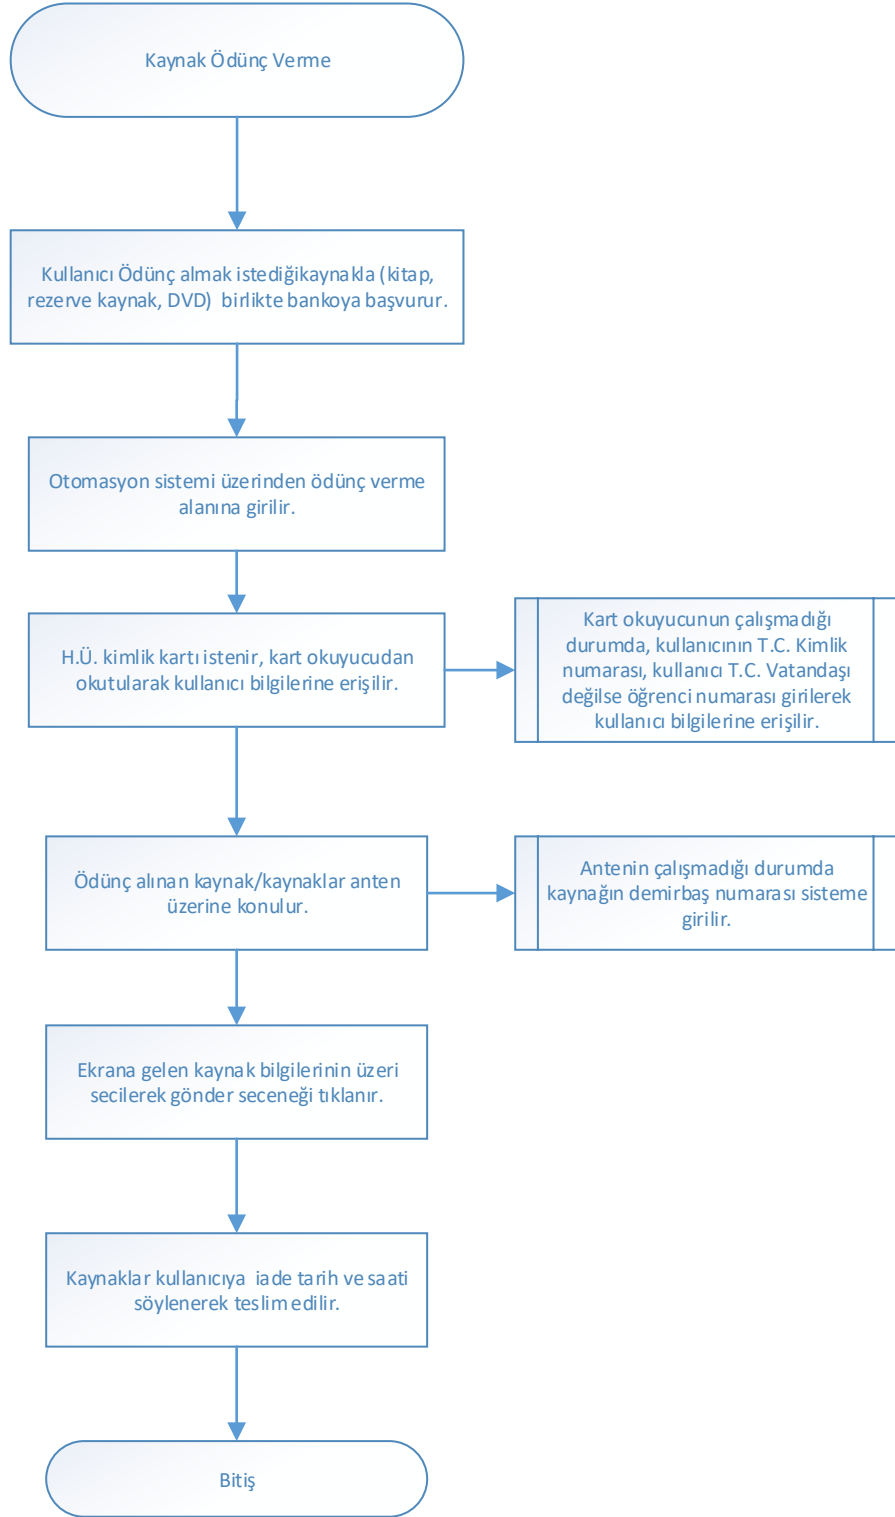 Kaynak Ödünç Verme
Kullanıcı Ödünç almak istediğikaynakla (kitap,
rezerve kaynak, DVD) birlikte bankoya başvurur.
Otomasyon sistemi üzerinden ödünç verme
alanına girilir.
H.Ü. kimlik kartı istenir, kart okuyucudan
okutularak kullanıcı bilgilerine erişilir.
Kart okuyucunun çalışmadığı
durumda, kullanıcının T.C. Kimlik
numarası, kullanıcı T.C. Vatandaşı
değilse öğrenci numarası girilerek
kullanıcı bilgilerine erişilir.
Ödünç alınan kaynak/kaynaklar anten
üzerine konulur.
Antenin çalışmadığı durumda
kaynağın demirbaş numarası sisteme
girilir.
Ekrana gelen kaynak bilgilerinin üzeri
secilerek gönder seceneği tıklanır.
Kaynaklar kullanıcıya iade tarih ve saati
söylenerek teslim edilir.
Bitiş